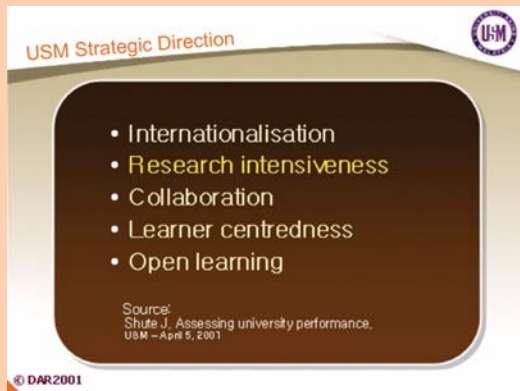 USM Strategic Direction
USM
• Internationalisation
• Research intensiveness
• Collaboration
• Learner centredness
• Open learning
Source:
Shute J, Assessing university performance,
USM – April 5, 2001
© DAR2001